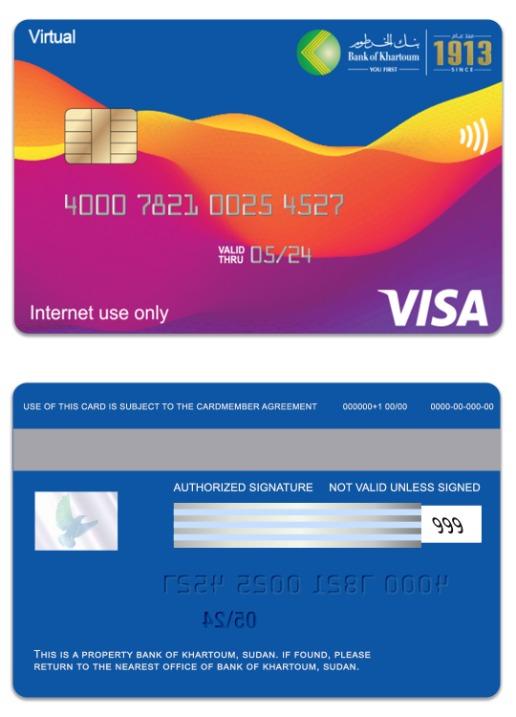 Virtual
بنك الخرطوم
Bank of Khartoum
YOU FIRST
منذ عام
1913
SINCE
4000 7821 0025 4527
VALID THRU 05/24
Internet use only
VISA
USE OF THIS CARD IS SUBJECT TO THE CARDMEMBER AGREEMENT 000000+1 00/00 0000-00-000-00
AUTHORIZED SIGNATURE NOT VALID UNLESS SIGNED
999
4000 7821 0025 4527
05/24
THIS IS A PROPERTY BANK OF KHARTOUM, SUDAN. IF FOUND, PLEASE
RETURN TO THE NEAREST OFFICE OF BANK OF KHARTOUM, SUDAN.